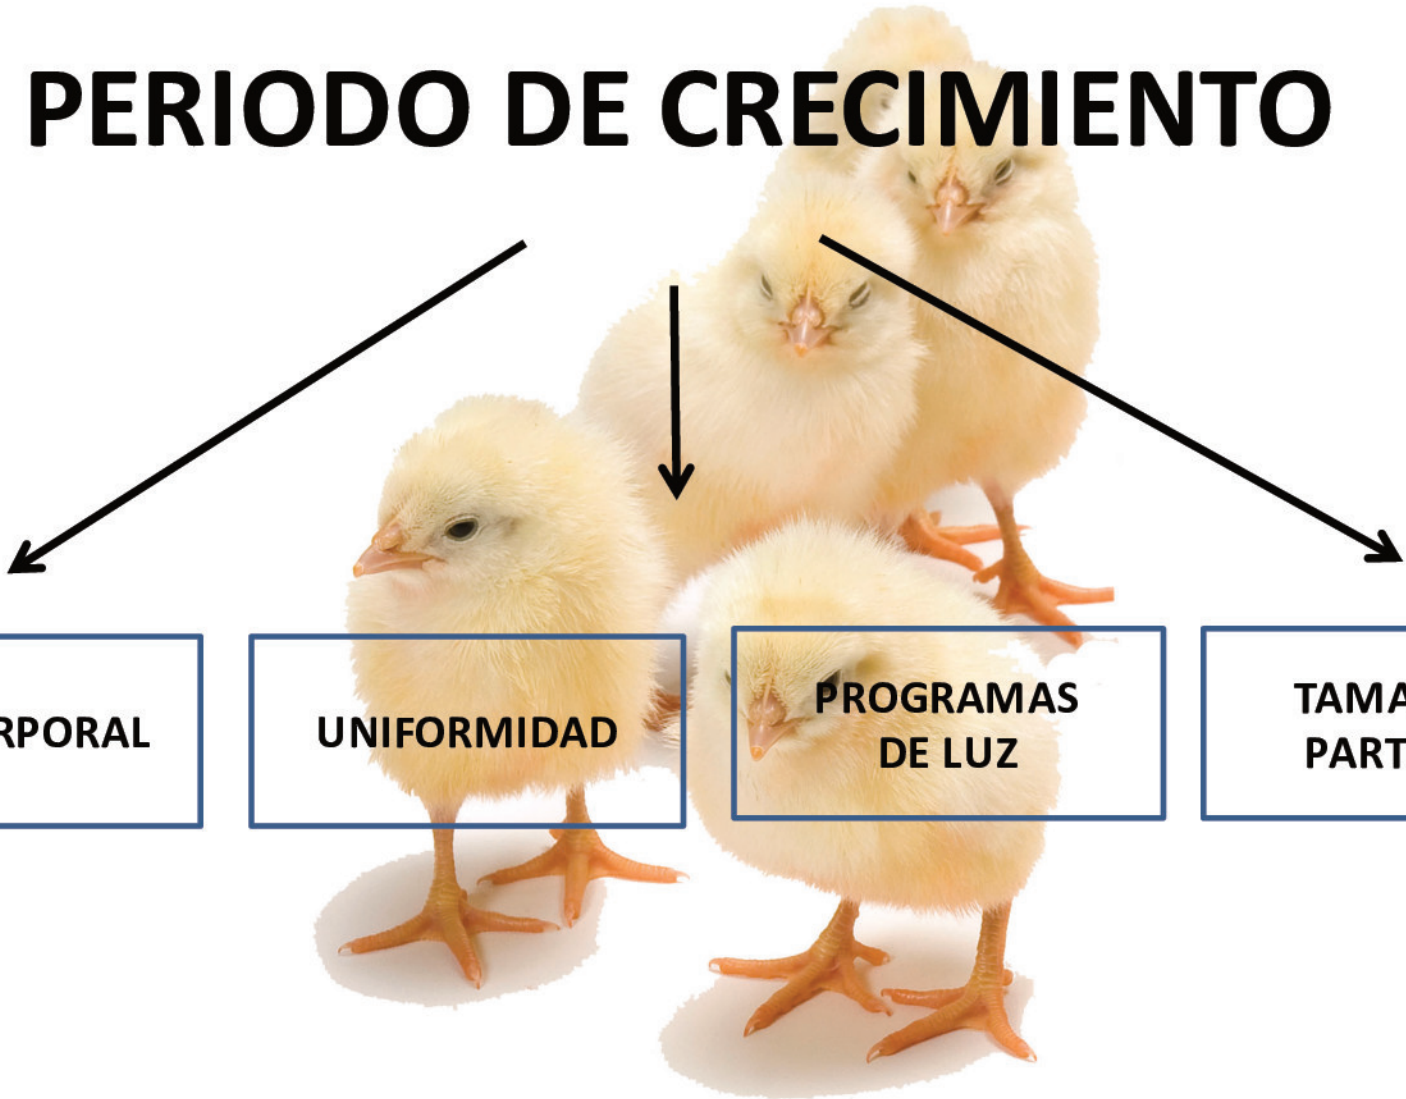 PERIODO DE CRECIMIENTO
RPORAL
UNIFORMIDAD
PROGRAMAS
DE LUZ
TAMA
PART